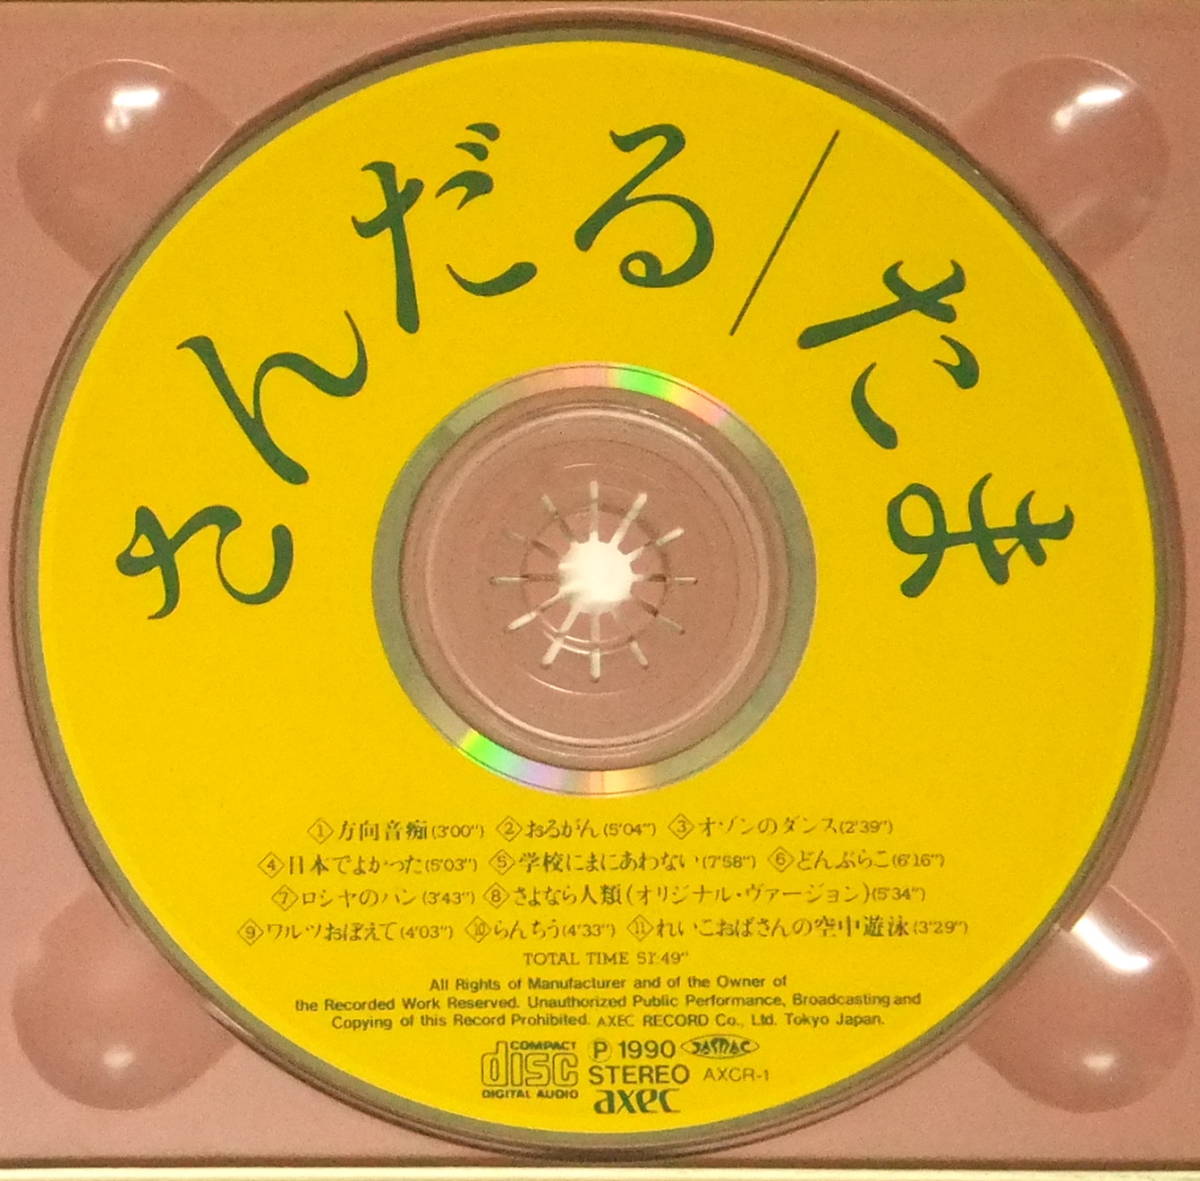 さんだる/たま
①方向音痴(3'00") ②おるがん(5'04") ③オゾンのダンス(2'39")
④日本でよかった(5'03") ⑤学校にまにあわない(7'58") ⑥どんぶらこ(6'16")
⑦ロシヤのパン(3'43") ⑧さよなら人類(オリジナル・ヴァージョン)(5'34")
⑨ワルツおぼえて(4'03") ⑩らんちう(4'33") ⑪れいこおばさんの空中遊泳(3'29")
TOTAL TIME 51'49"
All Rights of Manufacturer and of the Owner of
the Recorded Work Reserved. Unauthorized Public Performance, Broadcasting and
Copying of this Record Prohibited. AXEC RECORD Co., Ltd. Tokyo Japan.
COMPACT disc DIGITAL AUDIO
Ⓟ 1990 JASRAC
STEREO AXCR-1
axec